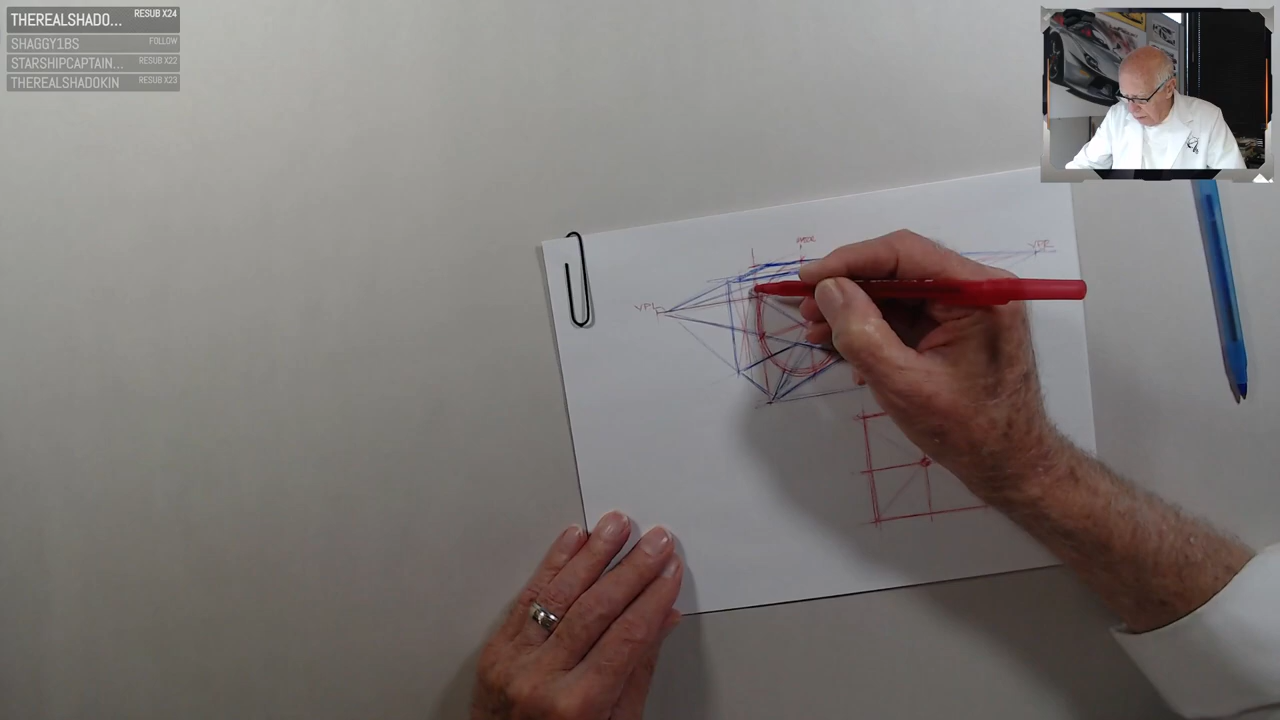 THEREALSHADO... RESUB X24
SHAGGY1BS FOLLOW
STARSHIPCAPTAIN... RESUB X22
THEREALSHADOKIN RESUB X23
VPL
VPR